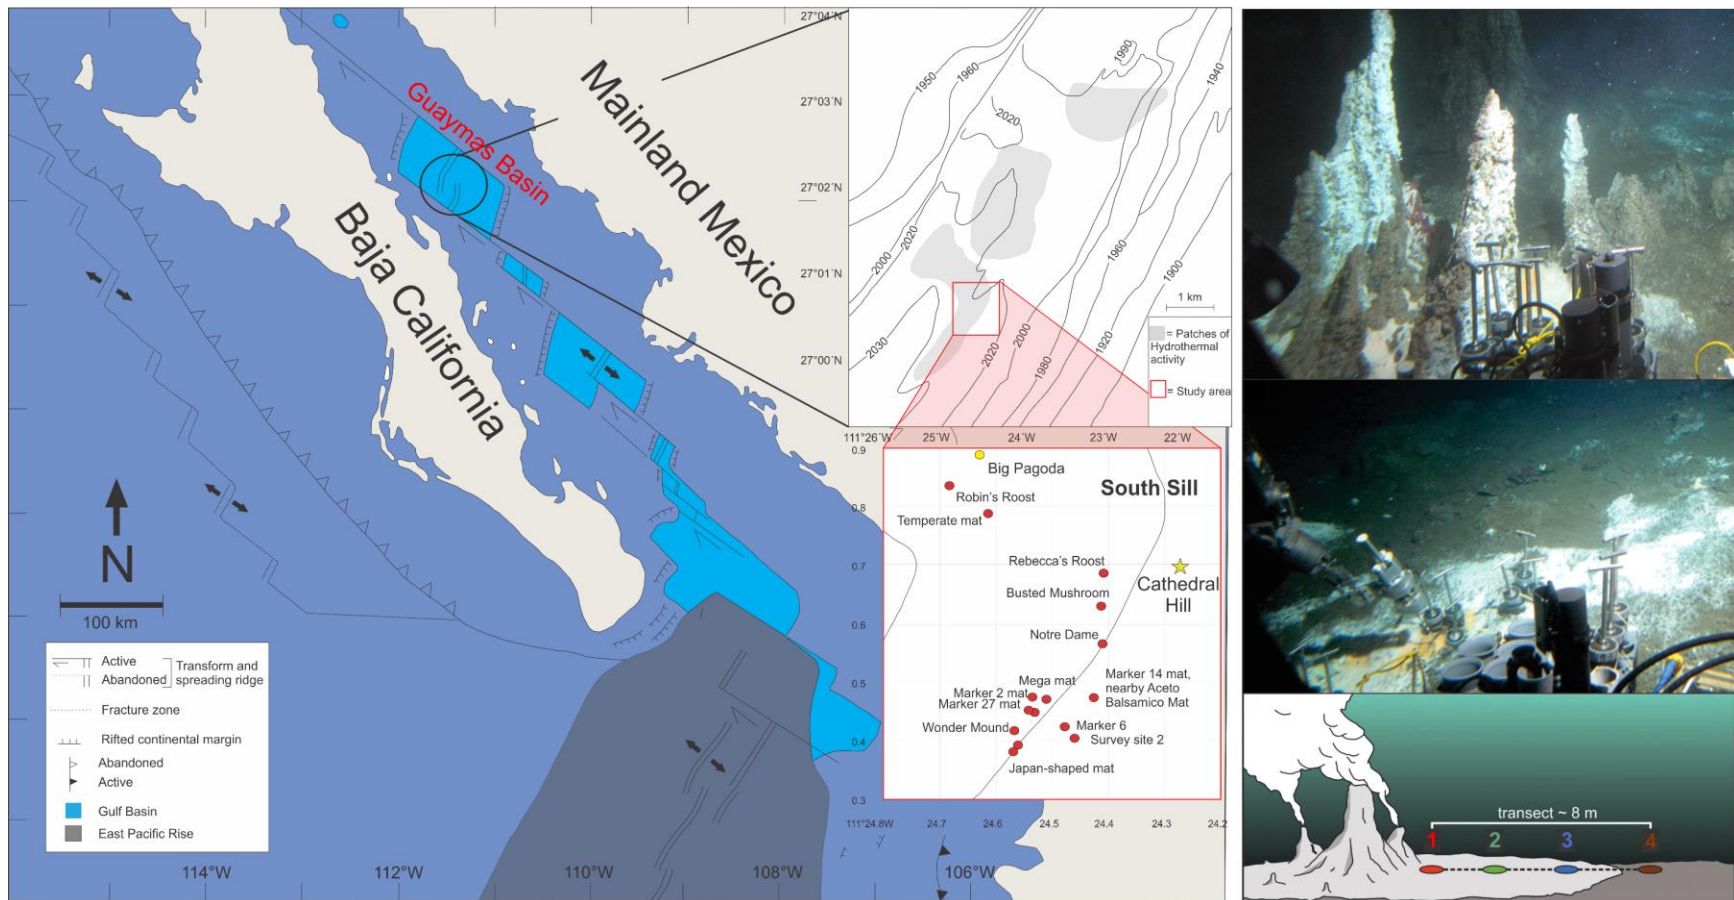 Guaymas Basin
Mainland Mexico
Baja California
N
100 km
Active
Abandoned
Transform and
spreading ridge
Fracture zone
Rifted continental margin
Abandoned
Active
Gulf Basin
East Pacific Rise
114°W
112°W
110°W
108°W
106°W
27°04´N
27°03´N
27°02´N
27°01´N
27°00´N
1950
1960
1990
1940
2020
2000
2020
1960
1900
2030
2020
2000
1980
1920
1 km
= Patches of
Hydrothermal
activity
= Study area
111°26´W
25´W
24´W
23´W
22´W
0.9
0.8
0.7
0.6
0.5
0.4
0.3
Big Pagoda
South Sill
Robin's Roost
Temperate mat
Rebecca's Roost
Cathedral
Hill
Busted Mushroom
Notre Dame
Mega mat
Marker 14 mat,
nearby Aceto
Balsamico Mat
Marker 2 mat
Marker 27 mat
Wonder Mound
Marker 6
Survey site 2
Japan-shaped mat
111°24.8´W
24.7
24.6
24.5
24.4
24.3
24.2
transect ~ 8 m
1
2
3
4